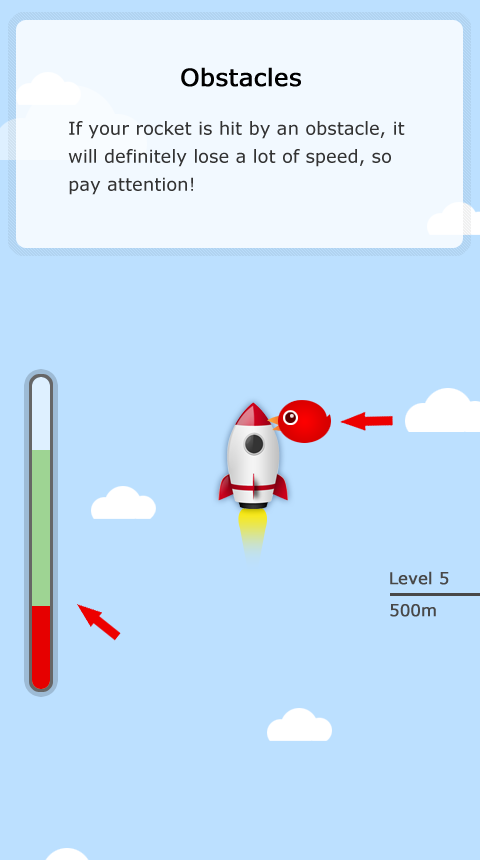 Obstacles
If your rocket is hit by an obstacle, it
will definitely lose a lot of speed, so
pay attention!
Level 5
500m